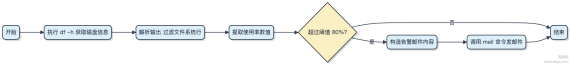 开始
执行 df -h 获取磁盘信息
解析输出 过滤文件系统行
提取使用率数值
超过阈值 80%?
否
是
构造告警邮件内容
调用 mail 命令发邮件
结束